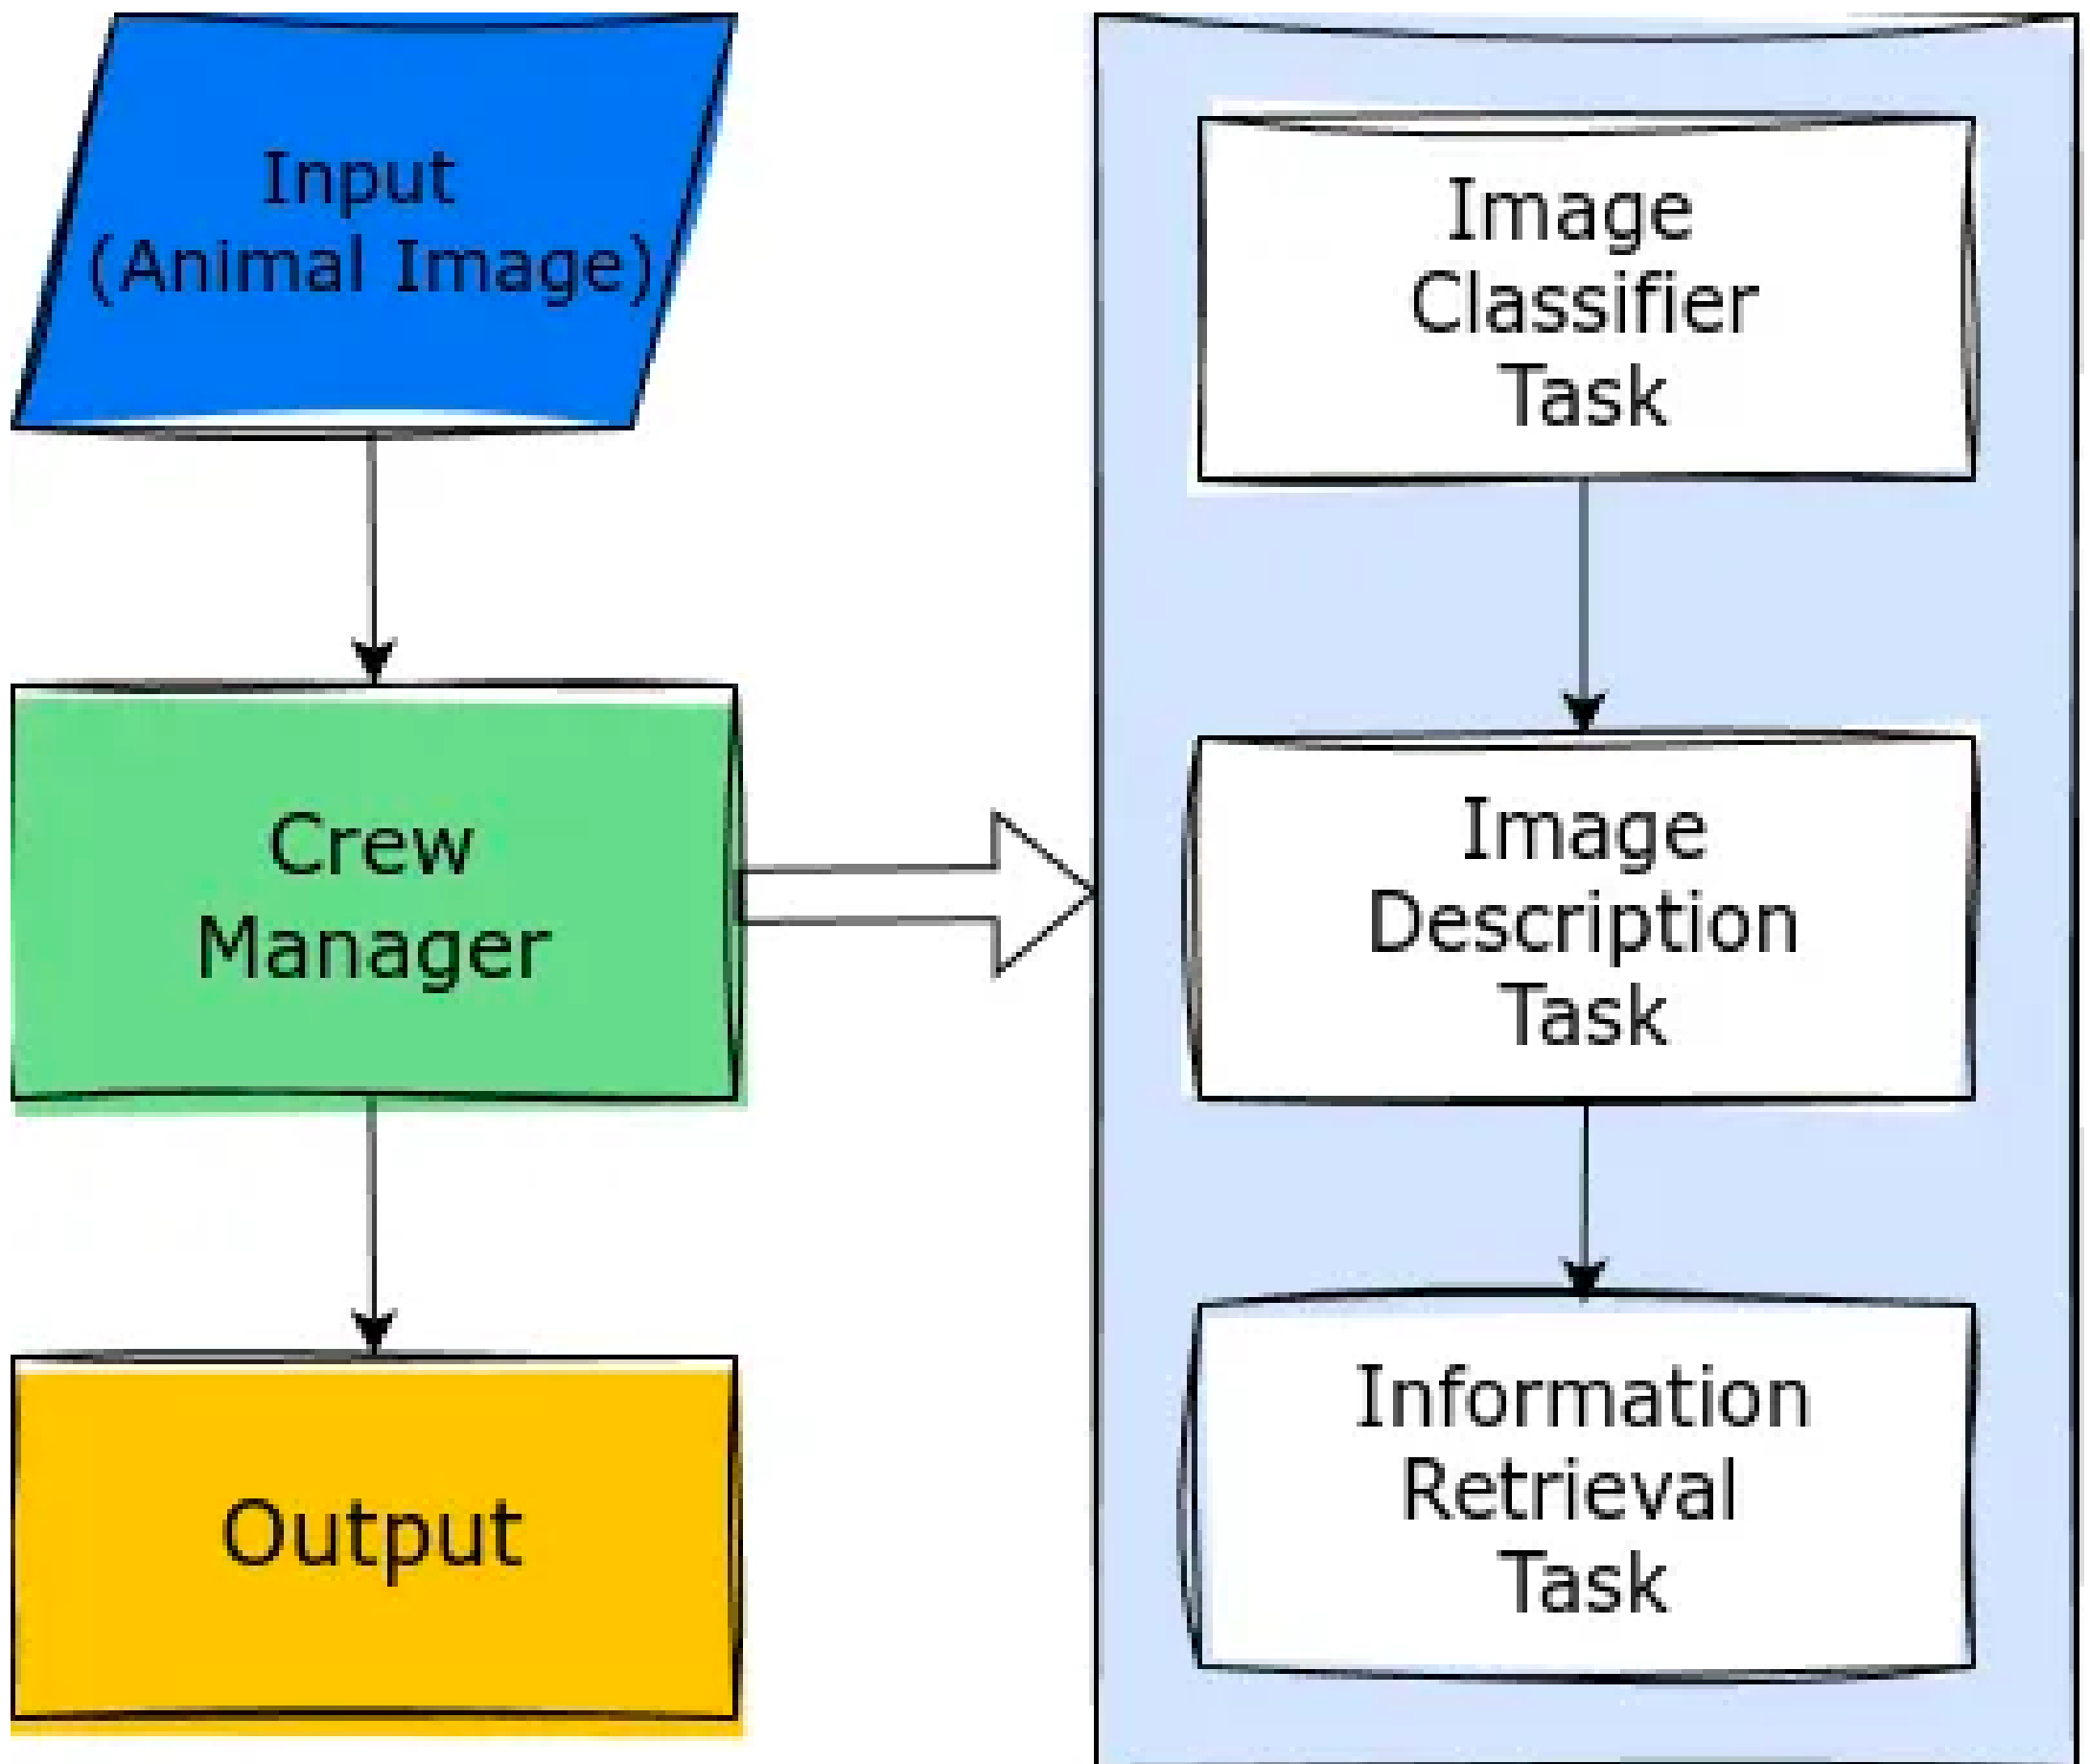 Input
(Animal Image)
Crew
Manager
Output
Image
Classifier
Task
Image
Description
Task
Information
Retrieval
Task